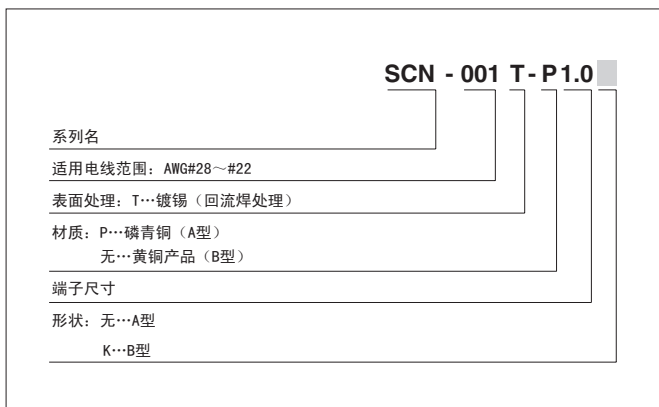 SCN - 001 T - P 1.0
系列名
适用电线范围：AWG#28～#22
表面处理：T…镀锡（回流焊处理）
材质：P…磷青铜（A型）
无…黄铜产品（B型）
端子尺寸
形状：无…A型
K…B型